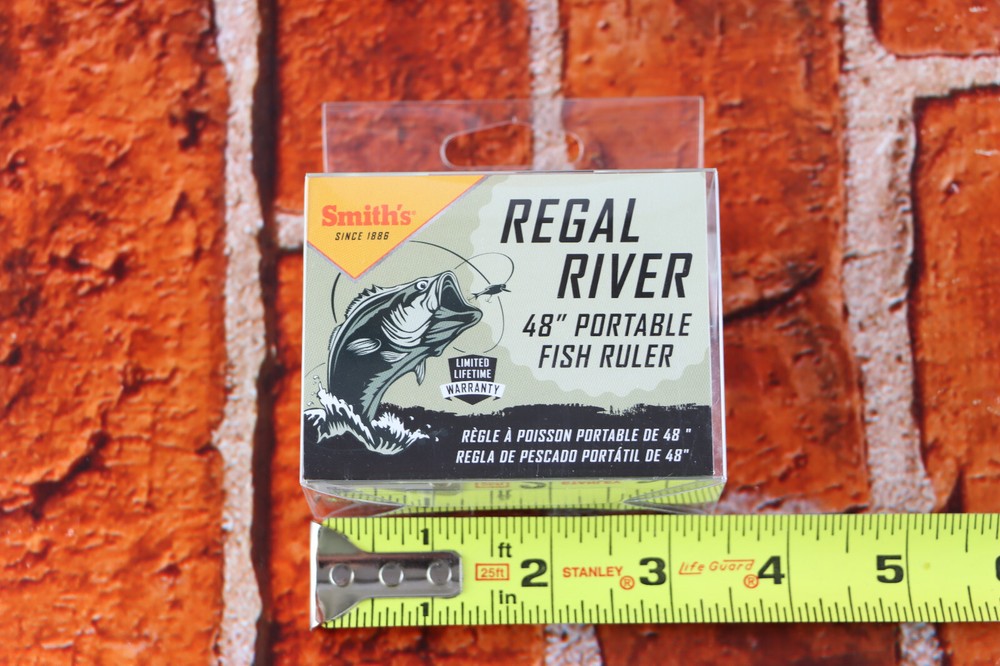 Smith's®
SINCE 1886
REGAL
RIVER
48" PORTABLE
FISH RULER
LIMITED
LIFETIME
WARRANTY
RÈGLE À POISSON PORTABLE DE 48 "
REGLA DE PESCADO PORTÁTIL DE 48"
1 ft 2 3 4 5
25ft STANLEY® Life Guard®
1 in